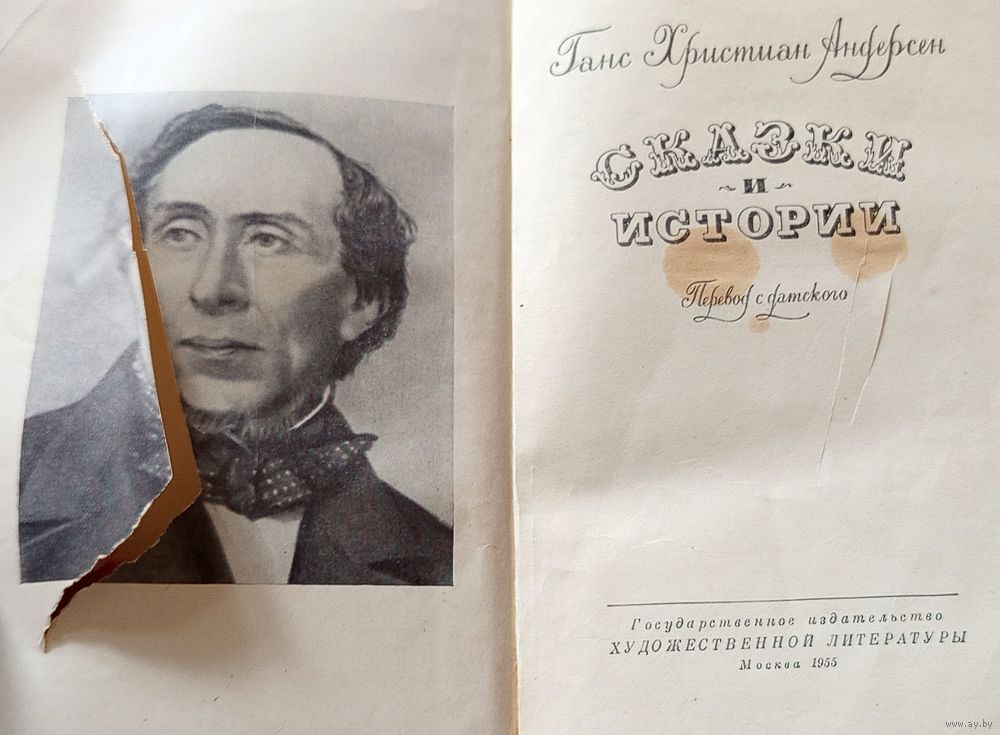 Ганс Христиан Андерсен
СКАЗКИ
~ И ~
ИСТОРИИ
Перевод с датского
Государственное издательство
ХУДОЖЕСТВЕННОЙ ЛИТЕРАТУРЫ
Москва 1955
www.ay.by